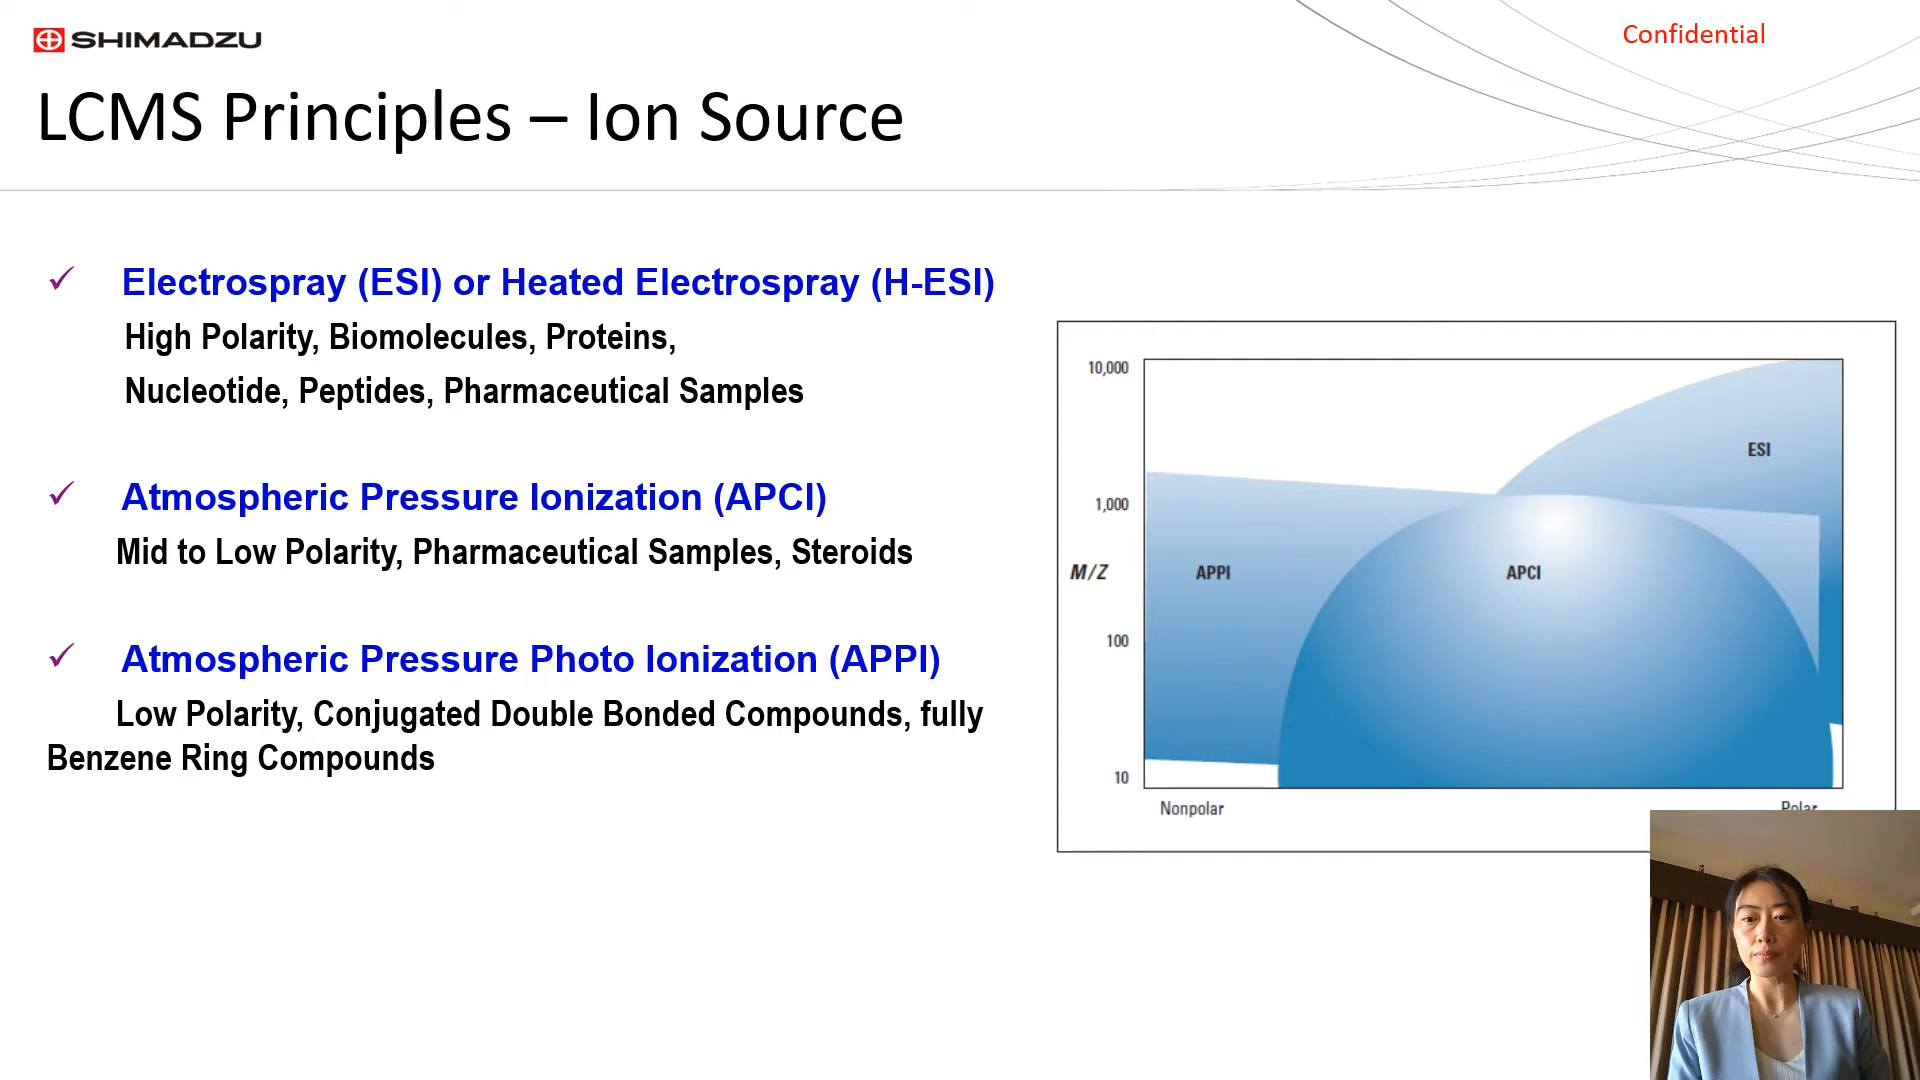 SHIMADZU
Confidential
LCMS Principles – Ion Source
✓ Electrospray (ESI) or Heated Electrospray (H-ESI)
High Polarity, Biomolecules, Proteins,
Nucleotide, Peptides, Pharmaceutical Samples
✓ Atmospheric Pressure Ionization (APCI)
Mid to Low Polarity, Pharmaceutical Samples, Steroids
✓ Atmospheric Pressure Photo Ionization (APPI)
Low Polarity, Conjugated Double Bonded Compounds, fully
Benzene Ring Compounds
10,000
ESI
1,000
M/Z
APPI
APCI
100
10
Nonpolar
Polar